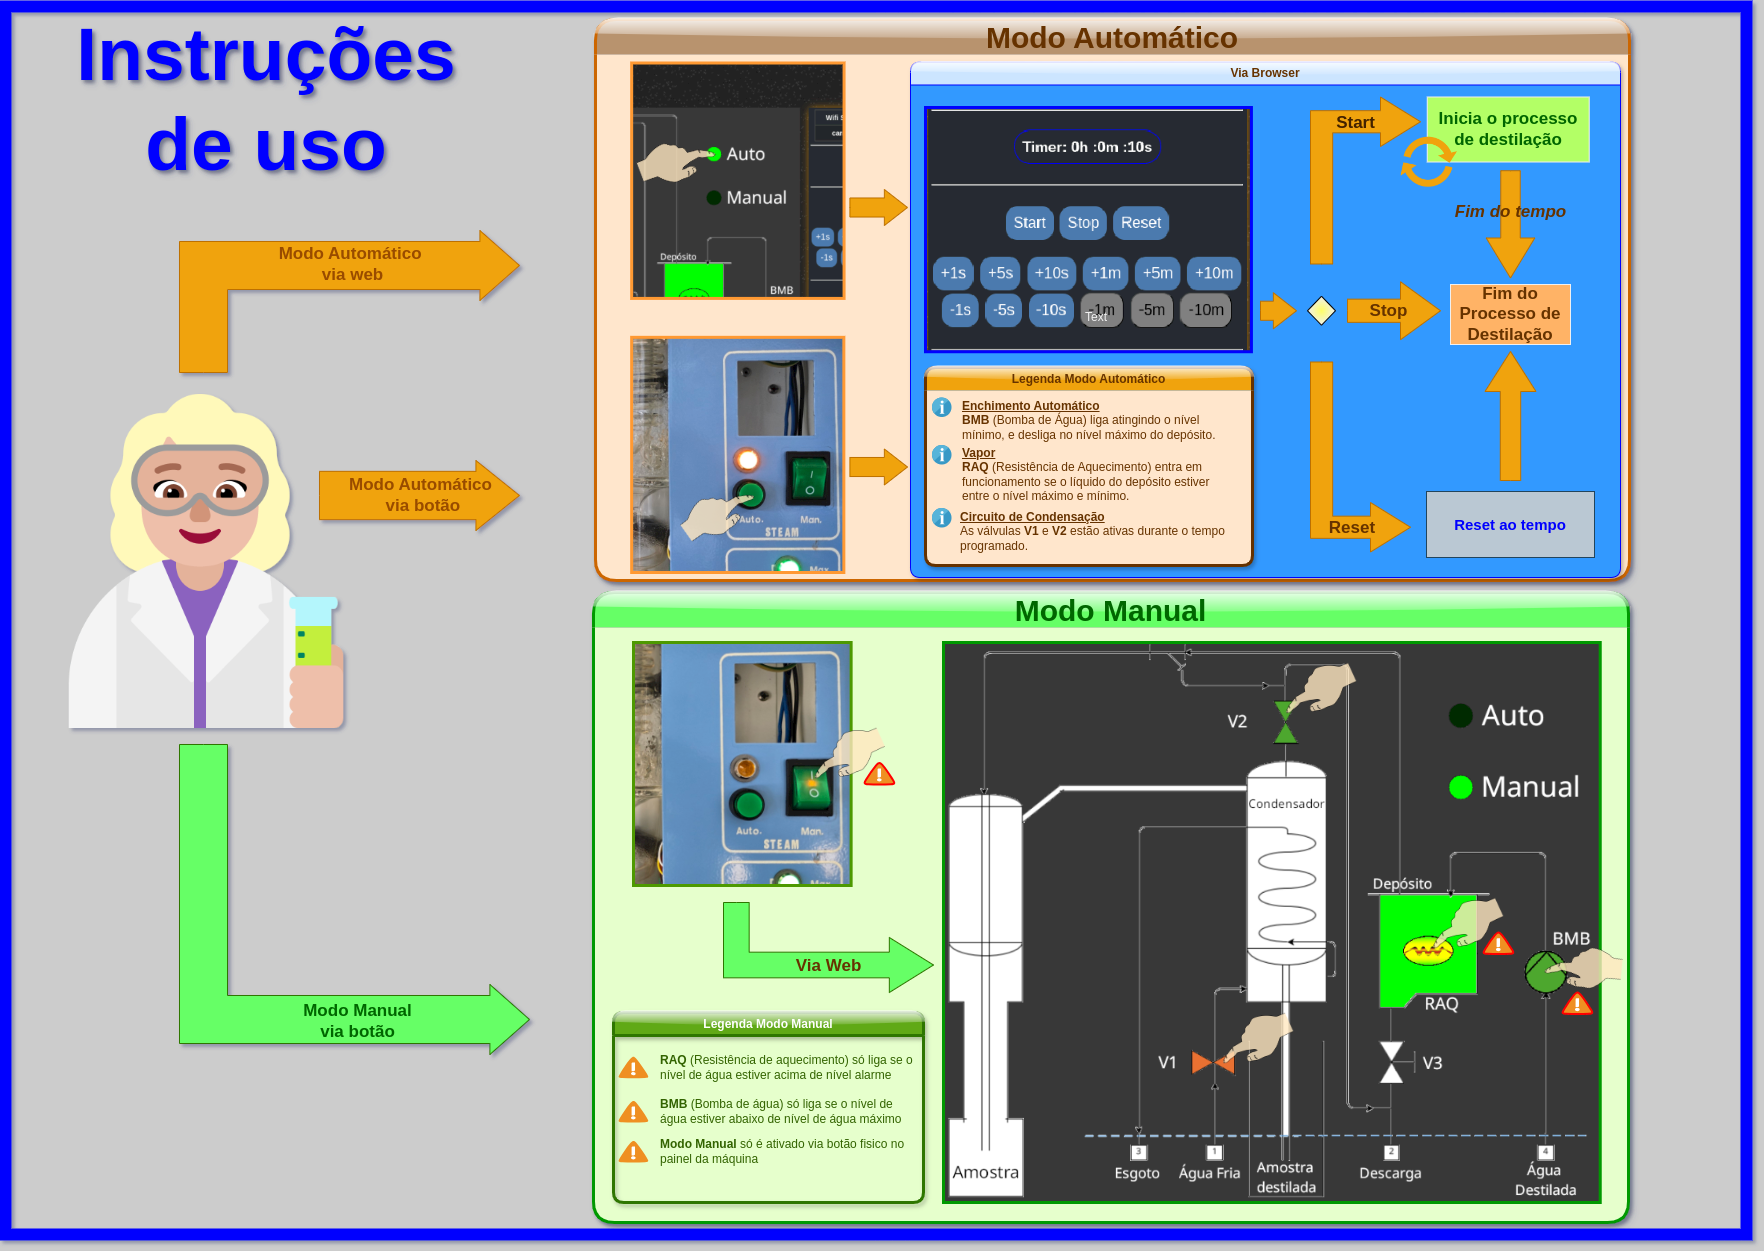 Instruções
de uso
Modo Automático
via web
Modo Automático
via botão
Modo Manual
via botão
Modo Automático
Auto
Manual
Depósito
BMB
+1s
-1s
Auto.
Man.
STEAM
Via Browser
Timer: 0h :0m :10s
Start Stop Reset
+1s +5s +10s +1m +5m +10m
-1s -5s -10s -1m -5m -10m
Text
Legenda Modo Automático
Enchimento Automático
BMB (Bomba de Água) liga atingindo o nível
mínimo, e desliga no nível máximo do depósito.
Vapor
RAQ (Resistência de Aquecimento) entra em
funcionamento se o líquido do depósito estiver
entre o nível máximo e mínimo.
Circuito de Condensação
As válvulas V1 e V2 estão ativas durante o tempo
programado.
Start
Inicia o processo
de destilação
Fim do tempo
Stop
Fim do
Processo de
Destilação
Reset
Reset ao tempo
Modo Manual
Auto.
Man.
STEAM
Via Web
Legenda Modo Manual
RAQ (Resistência de aquecimento) só liga se o
nível de água estiver acima de nível alarme
BMB (Bomba de água) só liga se o nível de
água estiver abaixo de nível de água máximo
Modo Manual só é ativado via botão fisico no
painel da máquina
V2
Auto
Manual
Condensador
Depósito
BMB
RAQ
V1
V3
3
1
2
4
Amostra
Esgoto
Água Fria
Amostra
destilada
Descarga
Água
Destilada